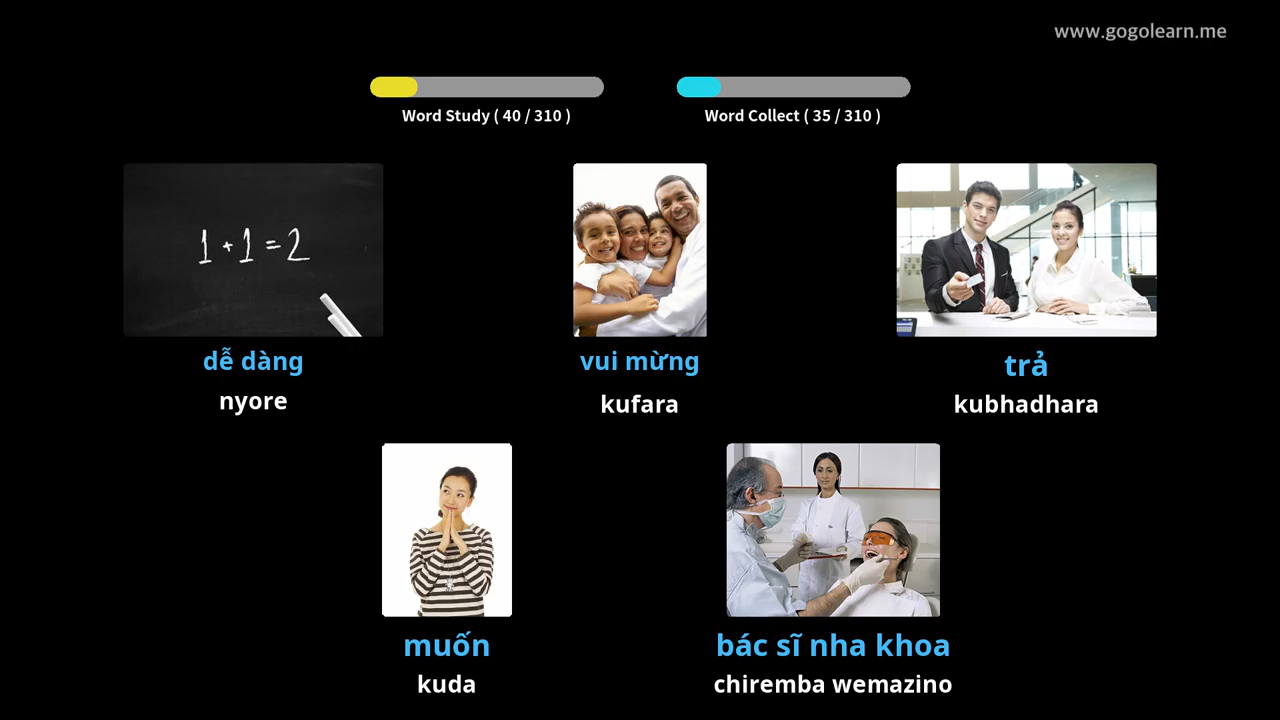 www.gogolearn.me
Word Study ( 40 / 310 )
Word Collect ( 35 / 310 )
1 + 1 = 2
dễ dàng
nyore
vui mừng
kufara
trả
kubhadhara
muốn
kuda
bác sĩ nha khoa
chiremba wemazino